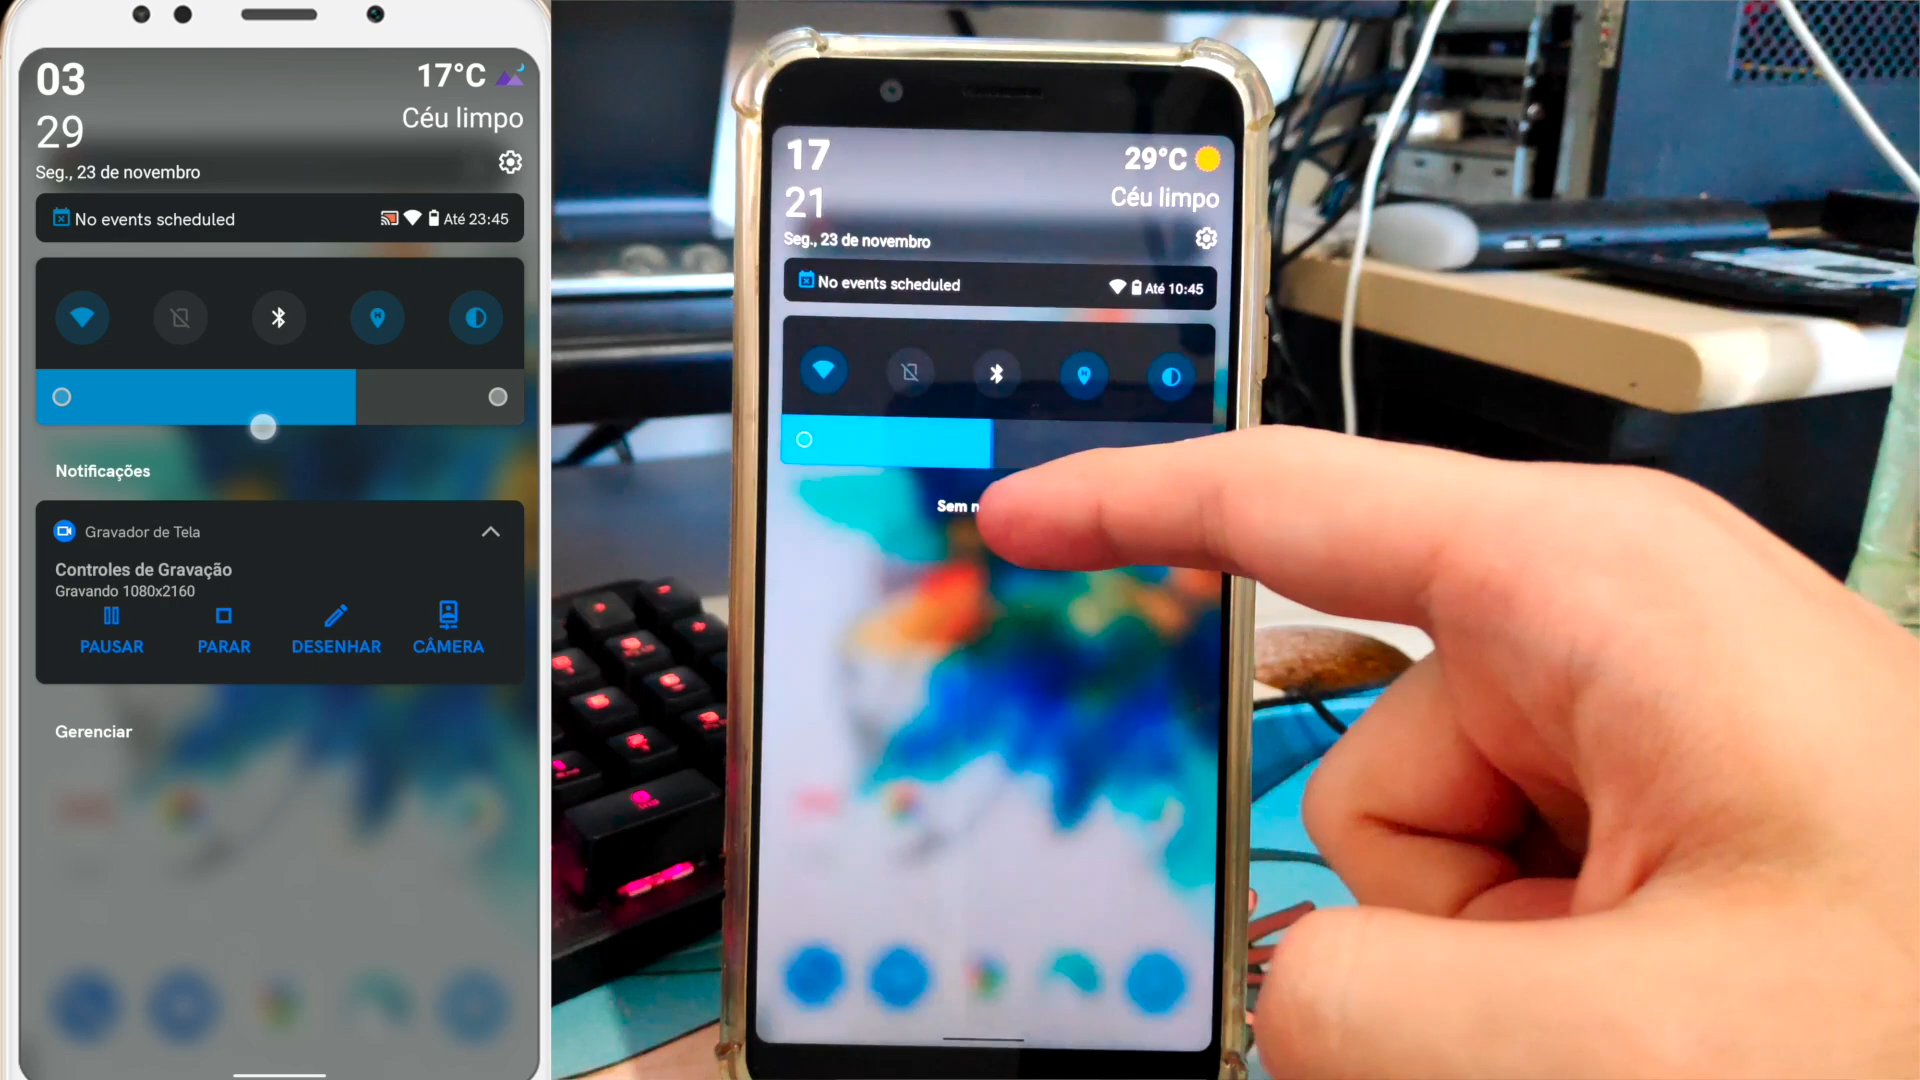 03
29
17°C
Céu limpo
Seg., 23 de novembro
No events scheduled
Até 23:45
Notificações
Gravador de Tela
Controles de Gravação
Gravando 1080x2160
PAUSAR PARAR DESENHAR CÂMERA
Gerenciar
17
21
29°C
Céu limpo
Seg., 23 de novembro
No events scheduled
Até 10:45
Sem n